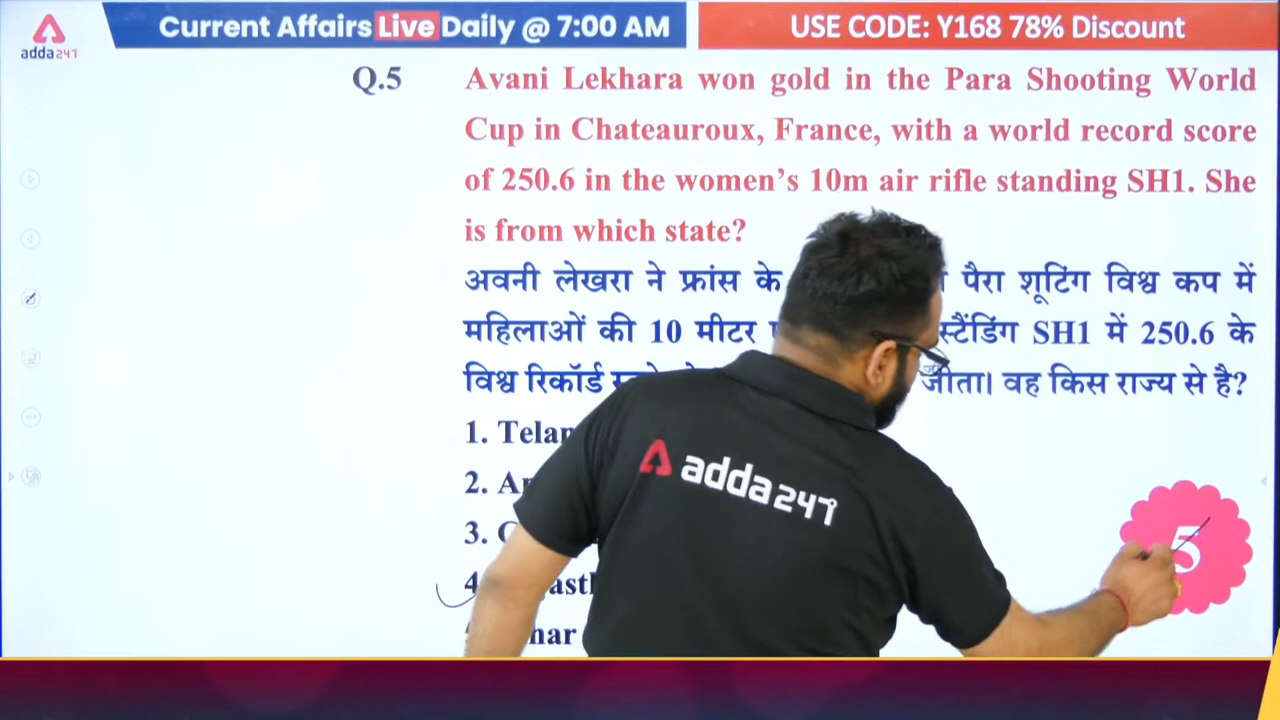 Current Affairs Live Daily @ 7:00 AM
USE CODE: Y168 78% Discount
adda247
Q.5
Avani Lekhara won gold in the Para Shooting World
Cup in Chateauroux, France, with a world record score
of 250.6 in the women's 10m air rifle standing SH1. She
is from which state?
अवनी लेखरा ने फ्रांस के पैरा शूटिंग विश्व कप में
महिलाओं की 10 मीटर स्टैंडिंग SH1 में 250.6 के
विश्व रिकॉर्ड जीता। वह किस राज्य से है?
1.
2.
3.
4
adda247
5